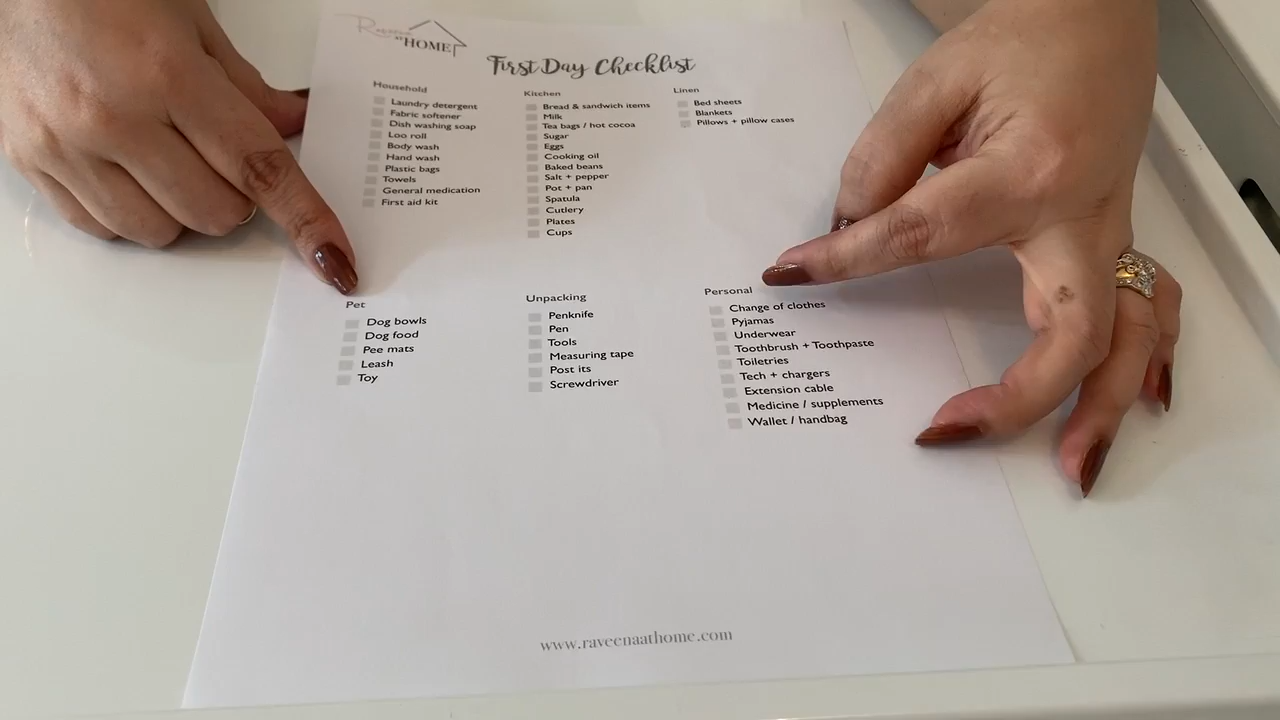 Raveena
AT HOME
First Day Checklist
Household
Laundry detergent
Fabric softener
Dish washing soap
Loo roll
Body wash
Hand wash
Plastic bags
Towels
General medication
First aid kit
Kitchen
Bread & sandwich items
Milk
Tea bags / hot cocoa
Sugar
Eggs
Cooking oil
Baked beans
Salt + pepper
Pot + pan
Spatula
Cutlery
Plates
Cups
Linen
Bed sheets
Blankets
Pillows + pillow cases
Pet
Dog bowls
Dog food
Pee mats
Leash
Toy
Unpacking
Penknife
Pen
Tools
Measuring tape
Post its
Screwdriver
Personal
Change of clothes
Pyjamas
Underwear
Toothbrush + Toothpaste
Toiletries
Tech + chargers
Extension cable
Medicine / supplements
Wallet / handbag
www.raveenaathome.com